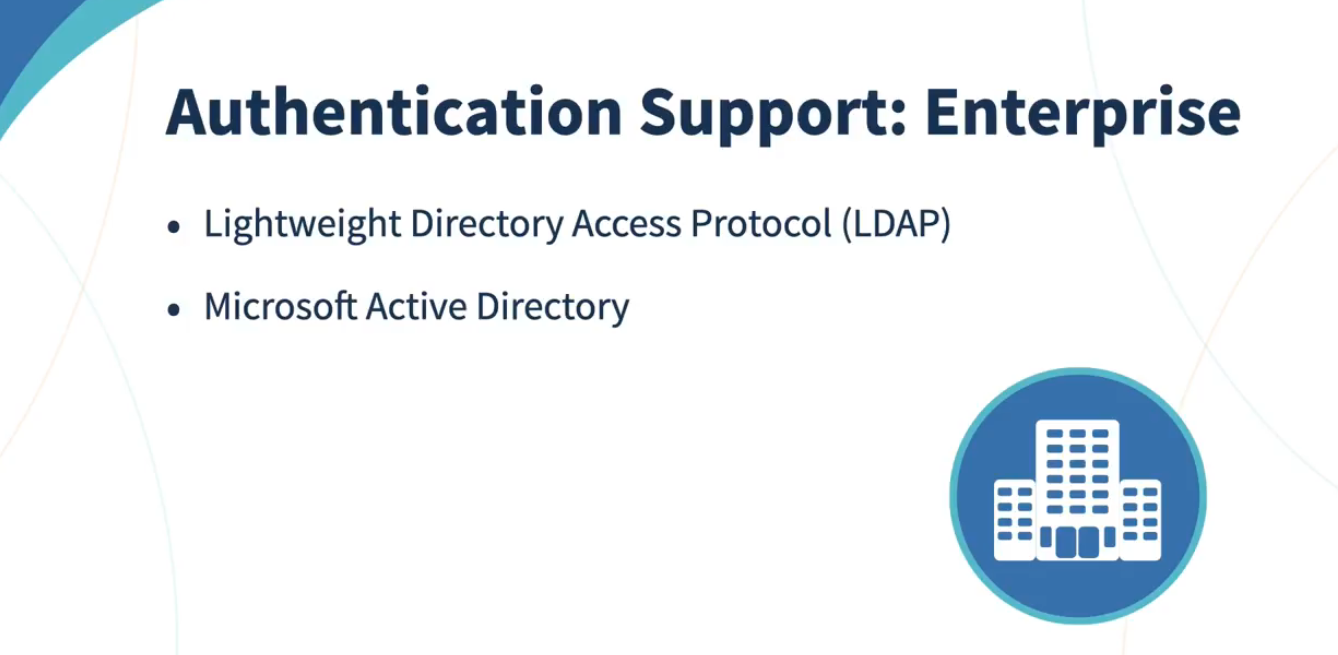 Authentication Support: Enterprise
• Lightweight Directory Access Protocol (LDAP)
• Microsoft Active Directory